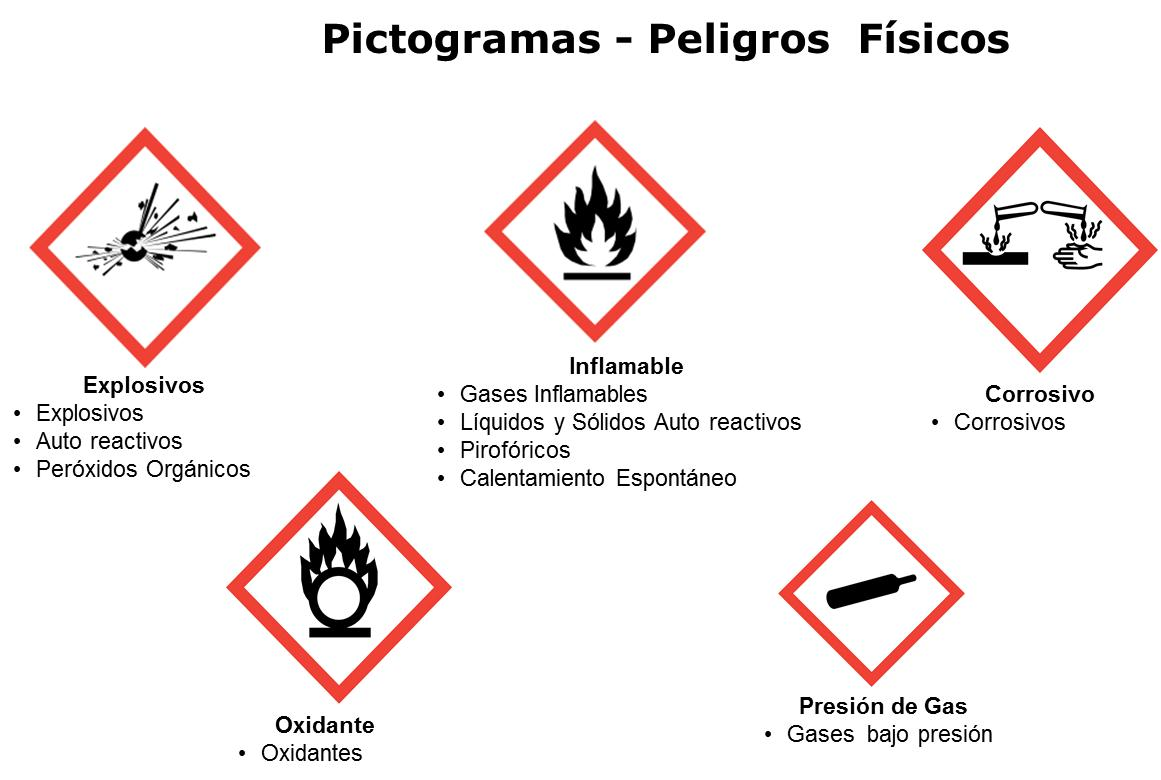 Pictogramas - Peligros Físicos
Explosivos
• Explosivos
• Auto reactivos
• Peróxidos Orgánicos
Inflamable
• Gases Inflamables
• Líquidos y Sólidos Auto reactivos
• Pirofóricos
• Calentamiento Espontáneo
Corrosivo
• Corrosivos
Oxidante
• Oxidantes
Presión de Gas
• Gases bajo presión